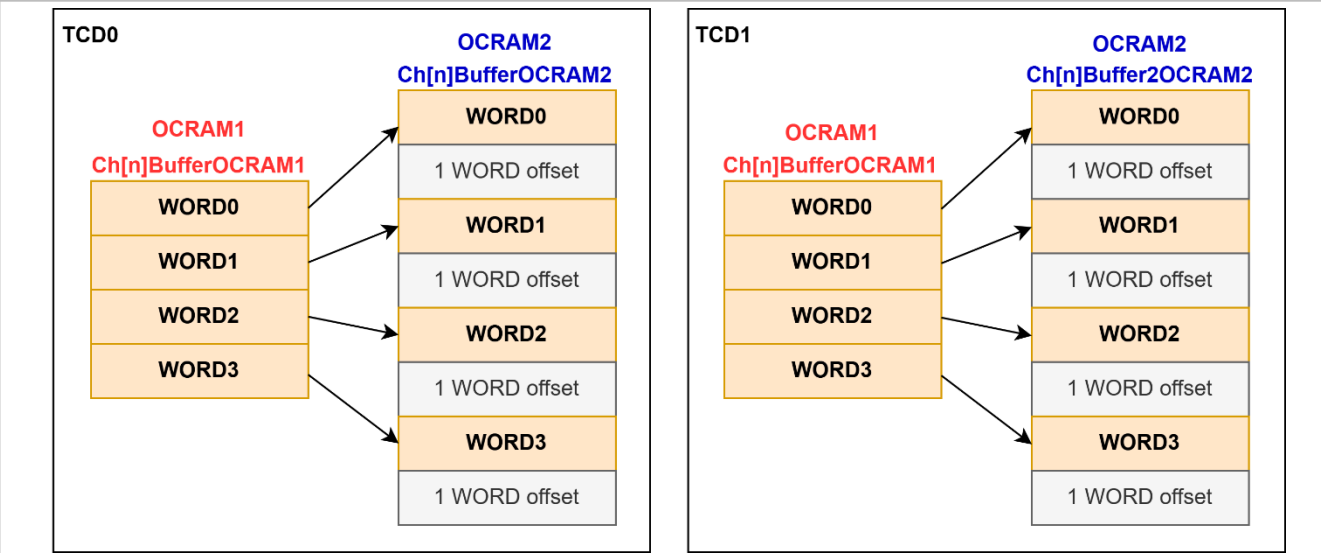 TCD0
OCRAM2
Ch[n]BufferOCRAM2
OCRAM1
Ch[n]BufferOCRAM1
WORD0
WORD1
WORD2
WORD3
WORD0
1 WORD offset
WORD1
1 WORD offset
WORD2
1 WORD offset
WORD3
1 WORD offset
TCD1
OCRAM2
Ch[n]Buffer2OCRAM2
OCRAM1
Ch[n]BufferOCRAM1
WORD0
WORD1
WORD2
WORD3
WORD0
1 WORD offset
WORD1
1 WORD offset
WORD2
1 WORD offset
WORD3
1 WORD offset